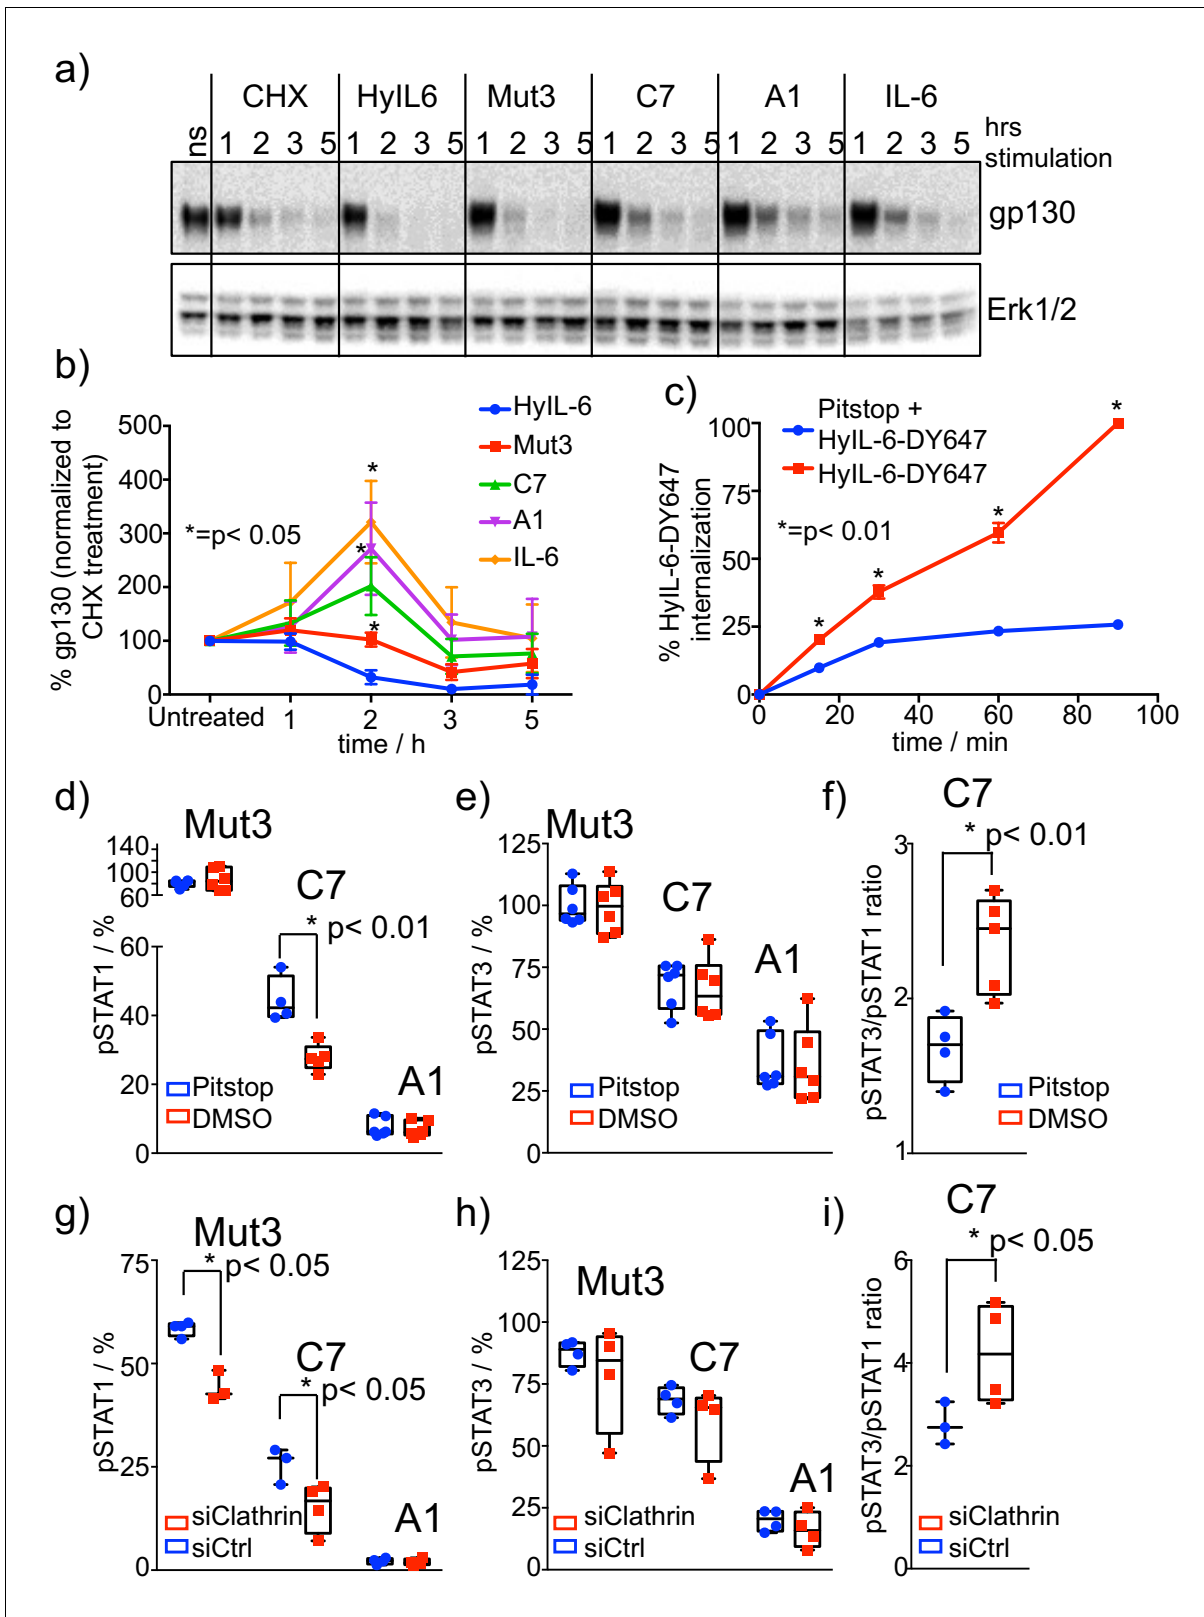 a)
CHX HyIL6 Mut3 C7 A1 IL-6
ns 1 2 3 5 1 2 3 5 1 2 3 5 1 2 3 5 1 2 3 5 1 2 3 5 hrs stimulation
gp130
Erk1/2
b)
% gp130 (normalized to CHX treatment)
500
400
300
200
100
0
*=p< 0.05
* * *
HyIL-6
Mut3
C7
A1
IL-6
Untreated 1 2 3 5
time / h
c)
% HyIL-6-DY647 internalization
100
75
50
25
0
Pitstop +
HyIL-6-DY647
HyIL-6-DY647
*=p< 0.01
* * * *
0 20 40 60 80 100
time / min
d)
Mut3
pSTAT1 / %
140
100
60
60
40
20
0
C7
* p< 0.01
A1
Pitstop
DMSO
e)
Mut3
pSTAT3 / %
125
100
75
50
25
0
C7
A1
Pitstop
DMSO
f)
C7
* p< 0.01
pSTAT3/pSTAT1 ratio
3
2
1
Pitstop
DMSO
g)
Mut3
* p< 0.05
pSTAT1 / %
75
50
25
0
C7
* p< 0.05
A1
siClathrin
siCtrl
h)
pSTAT3 / %
125
100
75
50
25
0
Mut3
C7
A1
siClathrin
siCtrl
i)
C7
* p< 0.05
pSTAT3/pSTAT1 ratio
6
4
2
0
siClathrin
siCtrl